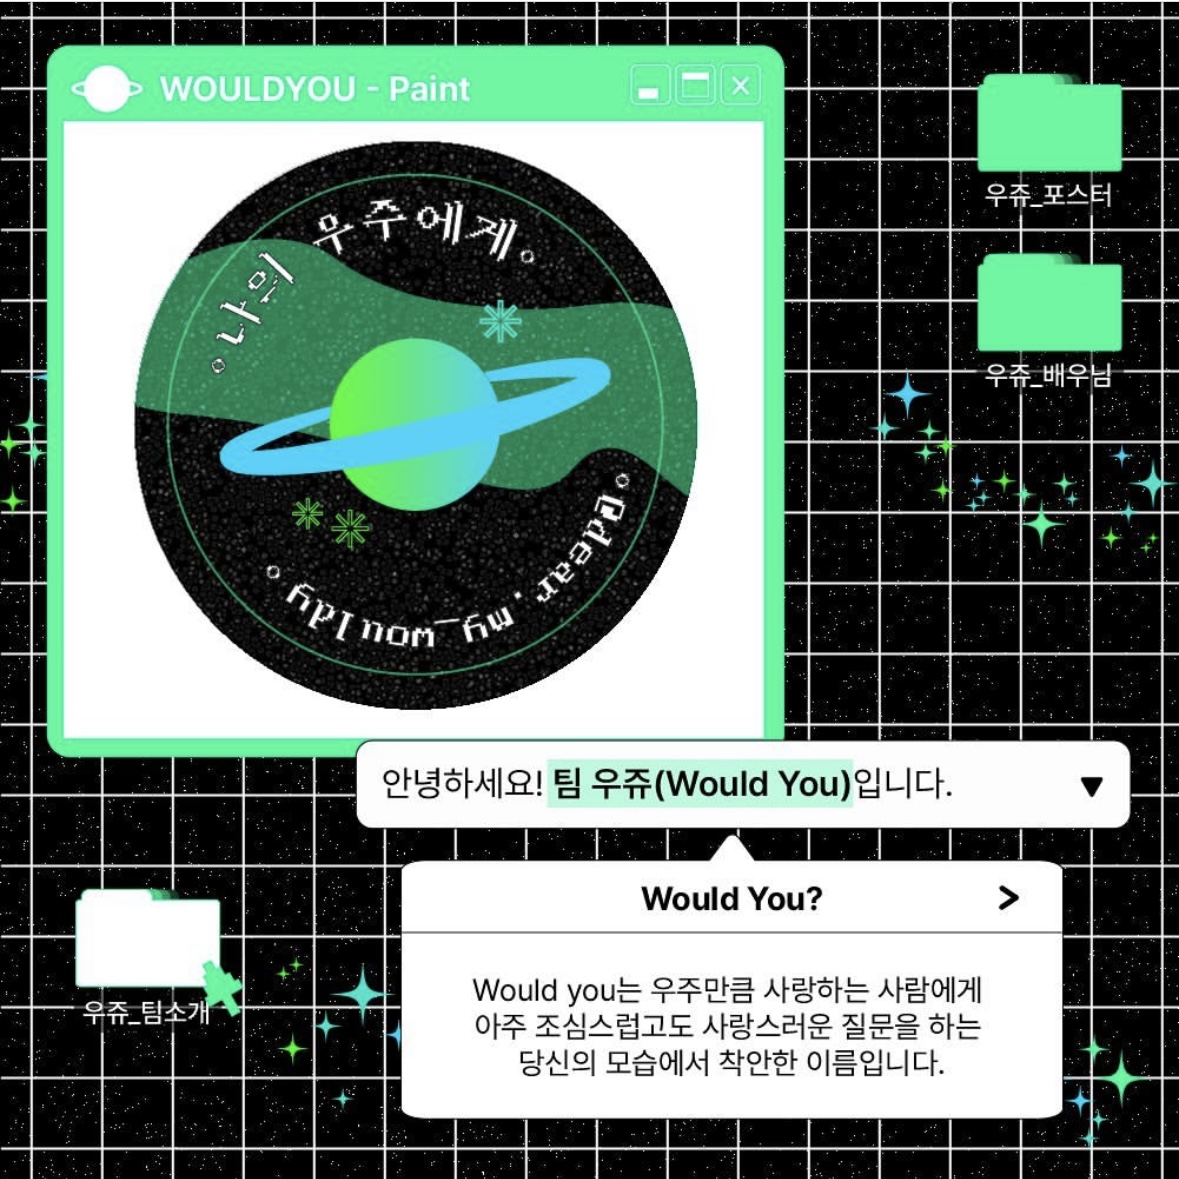 WOULDYOU - Paint
나의 우주에게
@dear.my_wouldy
우쥬_포스터
우쥬_배우님
안녕하세요! 팀 우쥬(Would You)입니다.
Would You?
Would you는 우주만큼 사랑하는 사람에게
아주 조심스럽고도 사랑스러운 질문을 하는
당신의 모습에서 착안한 이름입니다.
우쥬_팀소개